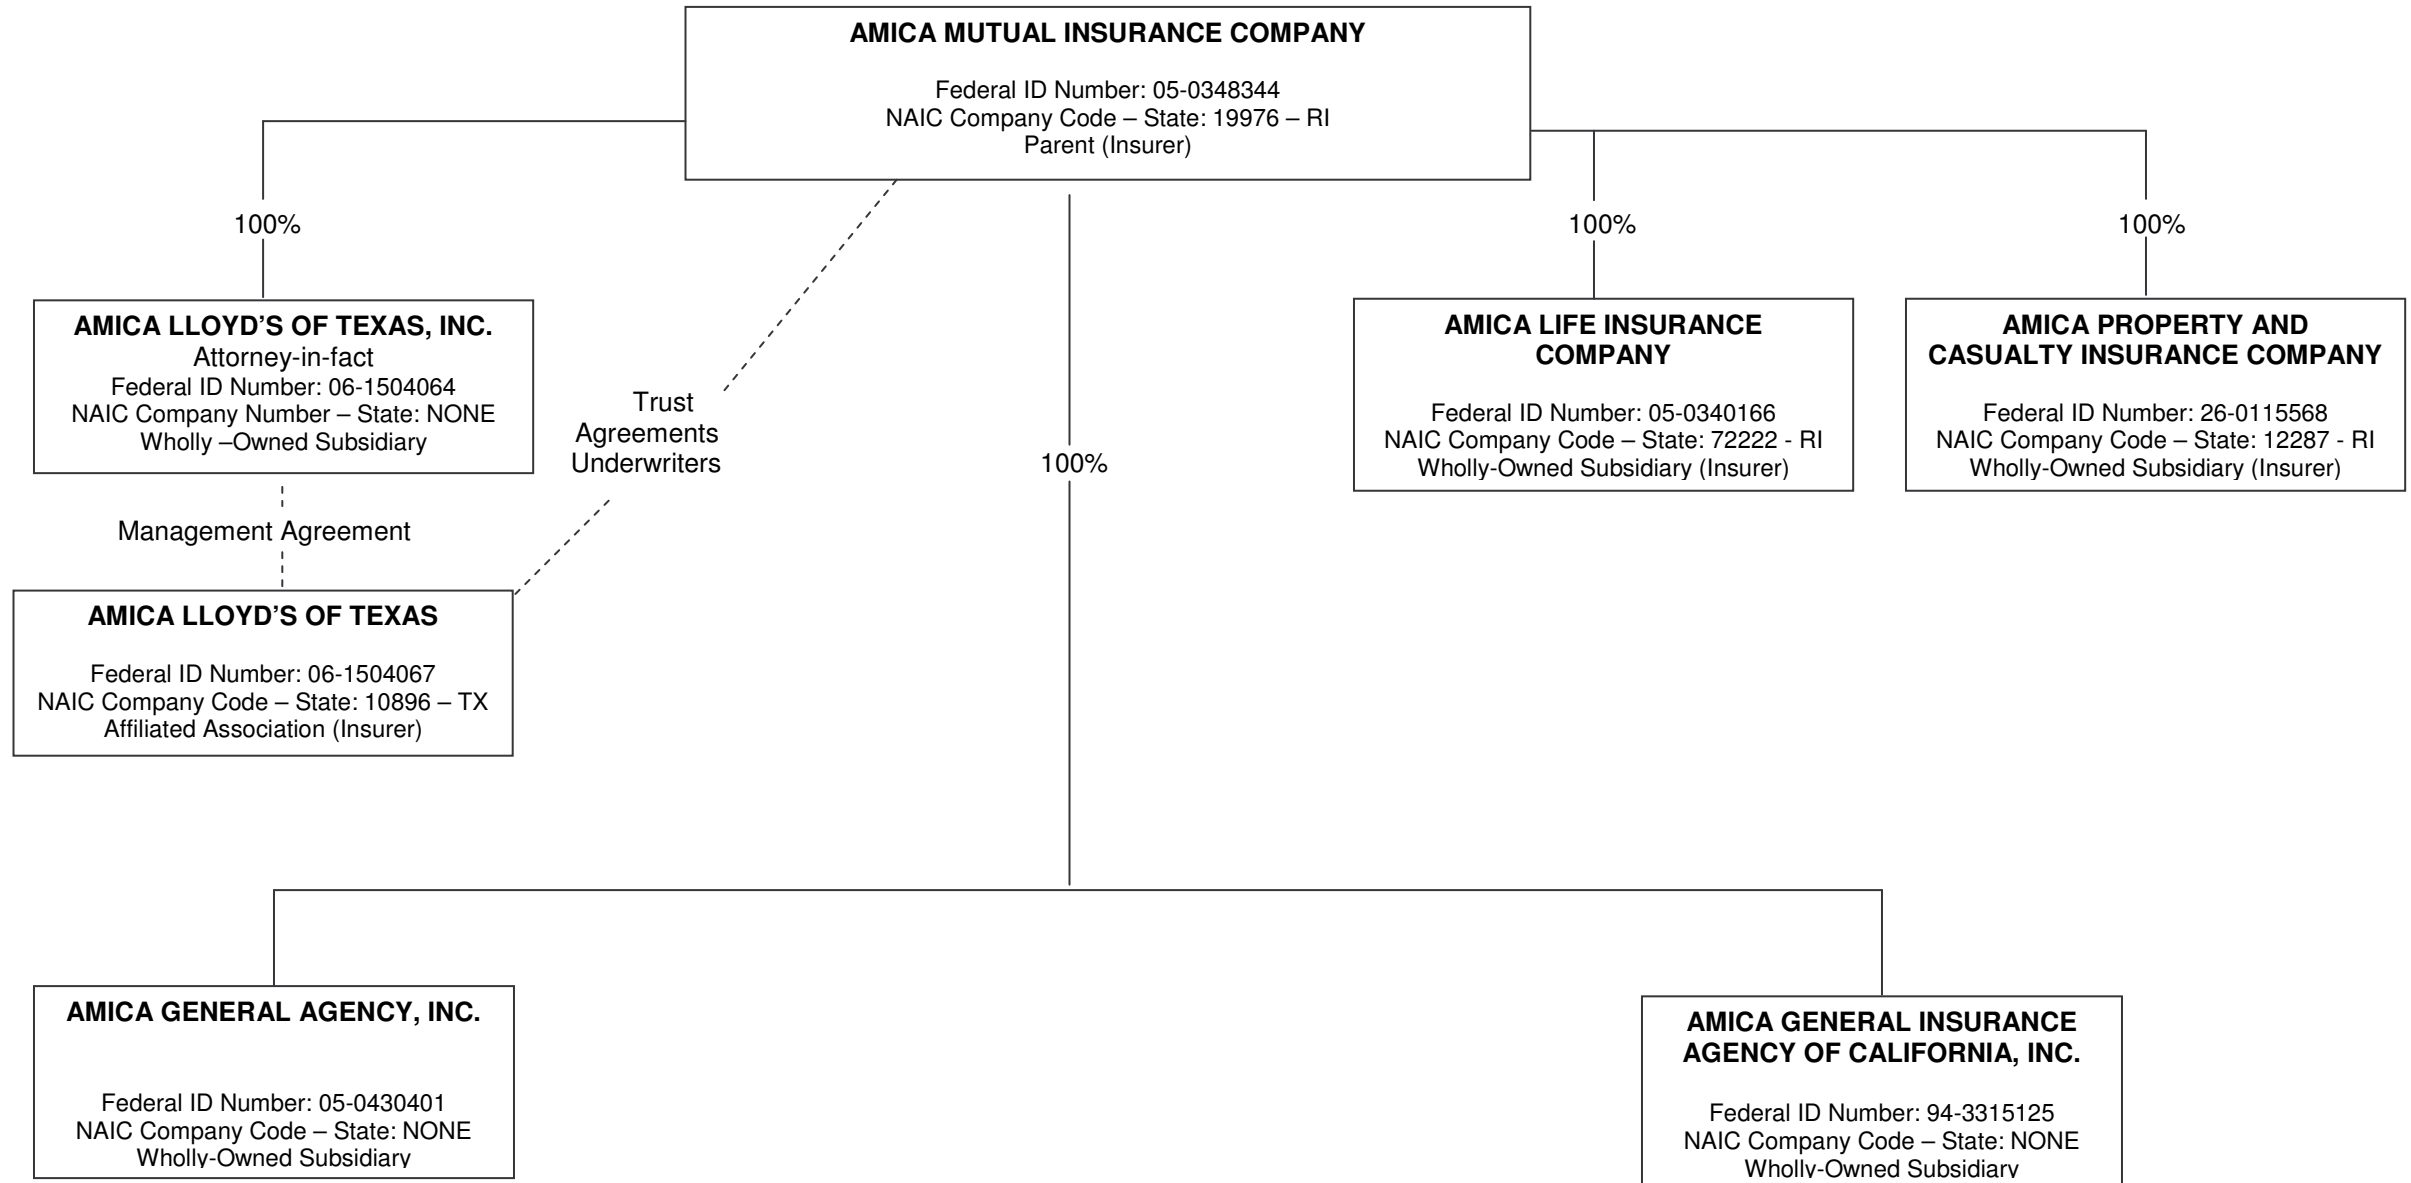 AMICA MUTUAL INSURANCE COMPANY
Federal ID Number: 05-0348344
NAIC Company Code – State: 19976 – RI
Parent (Insurer)
100%
100%
100%
AMICA LLOYD’S OF TEXAS, INC.
Attorney-in-fact
Federal ID Number: 06-1504064
NAIC Company Number – State: NONE
Wholly –Owned Subsidiary
Trust
Agreements
Underwriters
100%
AMICA LIFE INSURANCE
COMPANY
Federal ID Number: 05-0340166
NAIC Company Code – State: 72222 - RI
Wholly-Owned Subsidiary (Insurer)
AMICA PROPERTY AND
CASUALTY INSURANCE COMPANY
Federal ID Number: 26-0115568
NAIC Company Code – State: 12287 - RI
Wholly-Owned Subsidiary (Insurer)
Management Agreement
AMICA LLOYD’S OF TEXAS
Federal ID Number: 06-1504067
NAIC Company Code – State: 10896 – TX
Affiliated Association (Insurer)
AMICA GENERAL AGENCY, INC.
Federal ID Number: 05-0430401
NAIC Company Code – State: NONE
Wholly-Owned Subsidiary
AMICA GENERAL INSURANCE
AGENCY OF CALIFORNIA, INC.
Federal ID Number: 94-3315125
NAIC Company Code – State: NONE
Wholly-Owned Subsidiary